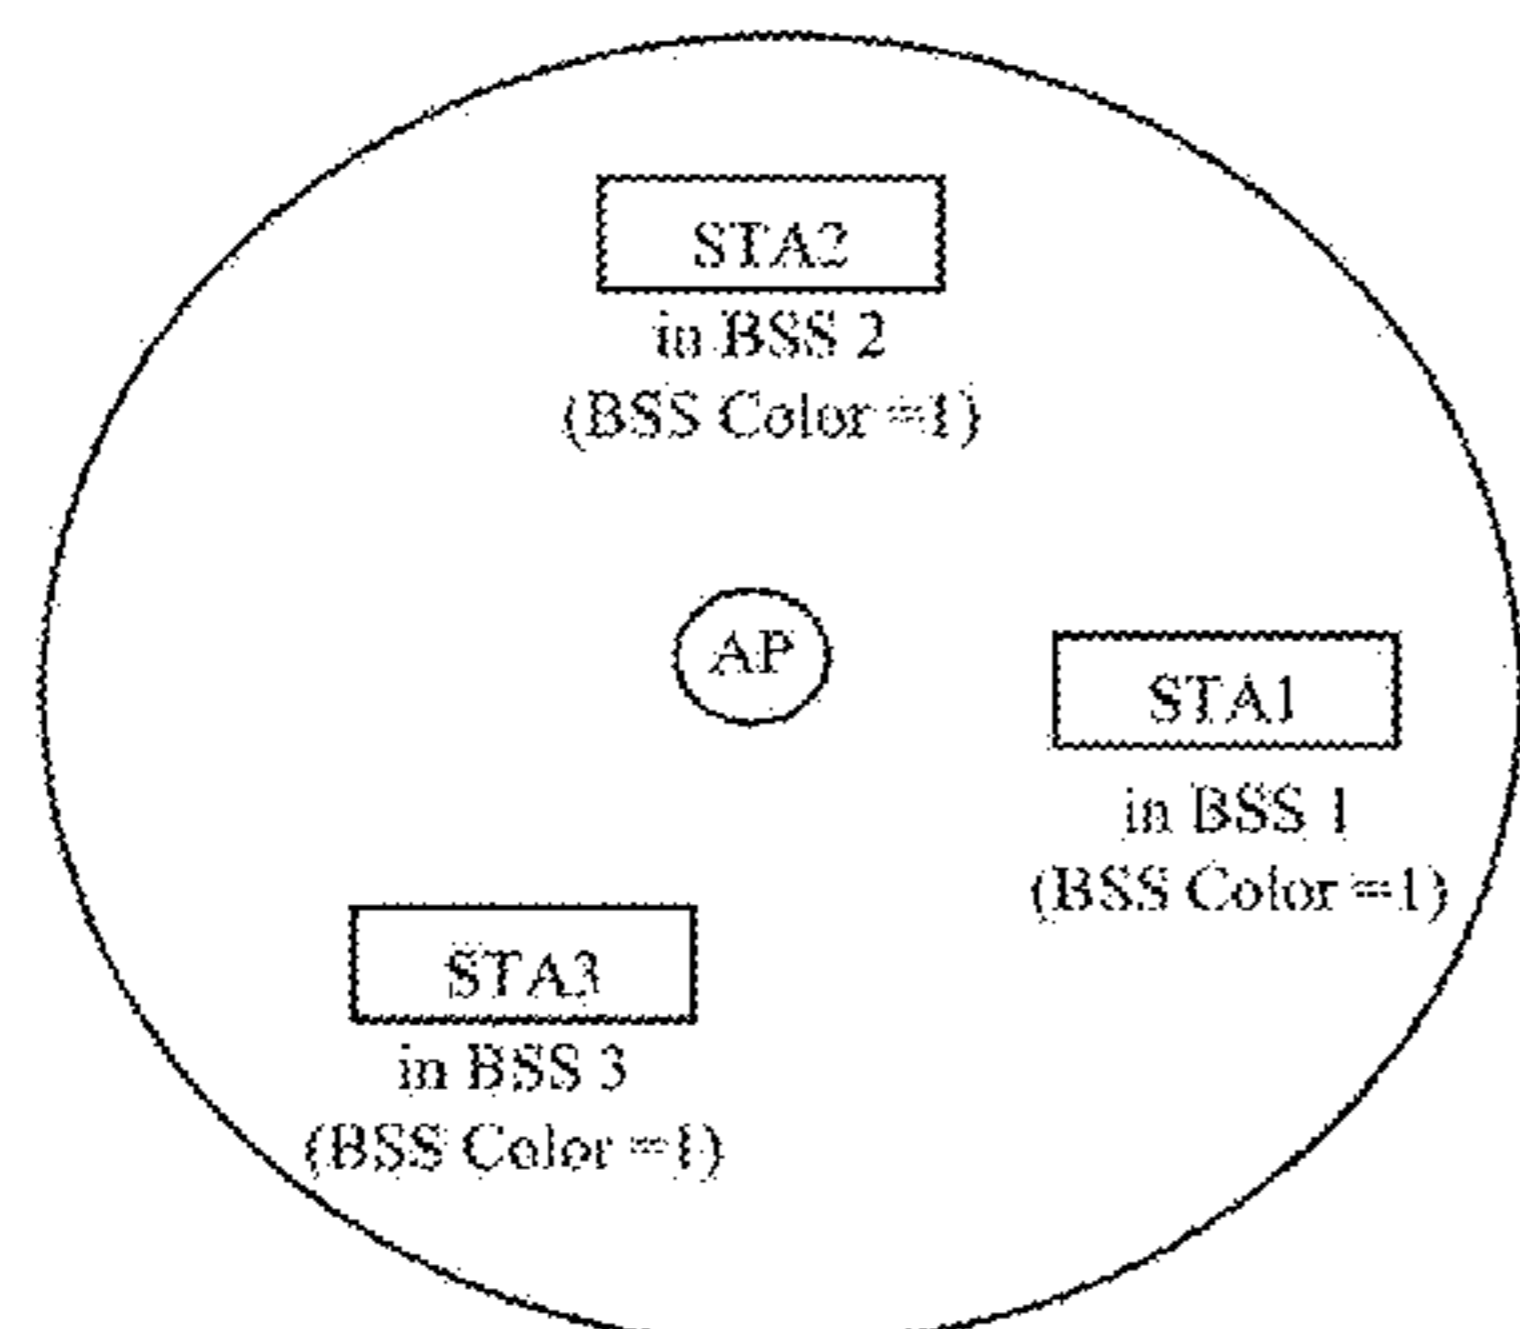 STA2
in BSS 2
(BSS Color =1)
AP
STA1
in BSS 1
(BSS Color =1)
STA3
in BSS 3
(BSS Color =1)